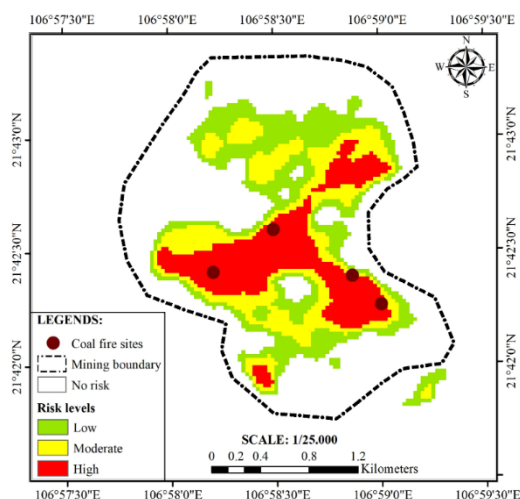 106°57'30"E 106°58'0"E 106°58'30"E 106°59'0"E 106°59'30"E
N
W E
S
21°43'0"N 21°43'0"N
21°42'30"N 21°42'30"N
21°42'0"N 21°42'0"N
LEGENDS:
Coal fire sites
Mining boundary
No risk
Risk levels
Low
Moderate
High
SCALE: 1/25.000
0 0.2 0.4 0.8 1.2
Kilometers
106°57'30"E 106°58'0"E 106°58'30"E 106°59'0"E 106°59'30"E